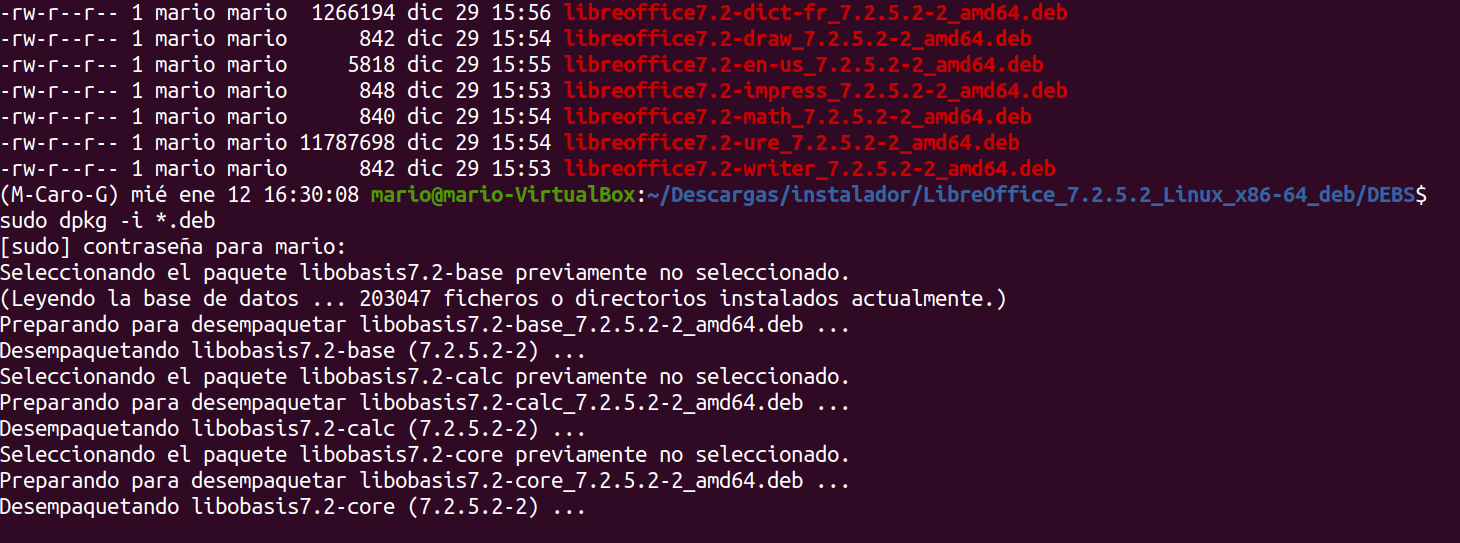 -rw-r--r-- 1 mario mario  1266194 dic 29 15:56 libreoffice7.2-dict-fr_7.2.5.2-2_amd64.deb
-rw-r--r-- 1 mario mario      842 dic 29 15:54 libreoffice7.2-draw_7.2.5.2-2_amd64.deb
-rw-r--r-- 1 mario mario     5818 dic 29 15:55 libreoffice7.2-en-us_7.2.5.2-2_amd64.deb
-rw-r--r-- 1 mario mario      848 dic 29 15:53 libreoffice7.2-impress_7.2.5.2-2_amd64.deb
-rw-r--r-- 1 mario mario      840 dic 29 15:54 libreoffice7.2-math_7.2.5.2-2_amd64.deb
-rw-r--r-- 1 mario mario 11787698 dic 29 15:54 libreoffice7.2-ure_7.2.5.2-2_amd64.deb
-rw-r--r-- 1 mario mario      842 dic 29 15:53 libreoffice7.2-writer_7.2.5.2-2_amd64.deb
(M-Caro-G) mié ene 12 16:30:08 mario@mario-VirtualBox:~/Descargas/instalador/LibreOffice_7.2.5.2_Linux_x86-64_deb/DEBS$
sudo dpkg -i *.deb
[sudo] contraseña para mario:
Seleccionando el paquete libobasis7.2-base previamente no seleccionado.
(Leyendo la base de datos ... 203047 ficheros o directorios instalados actualmente.)
Preparando para desempaquetar libobasis7.2-base_7.2.5.2-2_amd64.deb ...
Desempaquetando libobasis7.2-base (7.2.5.2-2) ...
Seleccionando el paquete libobasis7.2-calc previamente no seleccionado.
Preparando para desempaquetar libobasis7.2-calc_7.2.5.2-2_amd64.deb ...
Desempaquetando libobasis7.2-calc (7.2.5.2-2) ...
Seleccionando el paquete libobasis7.2-core previamente no seleccionado.
Preparando para desempaquetar libobasis7.2-core_7.2.5.2-2_amd64.deb ...
Desempaquetando libobasis7.2-core (7.2.5.2-2) ...